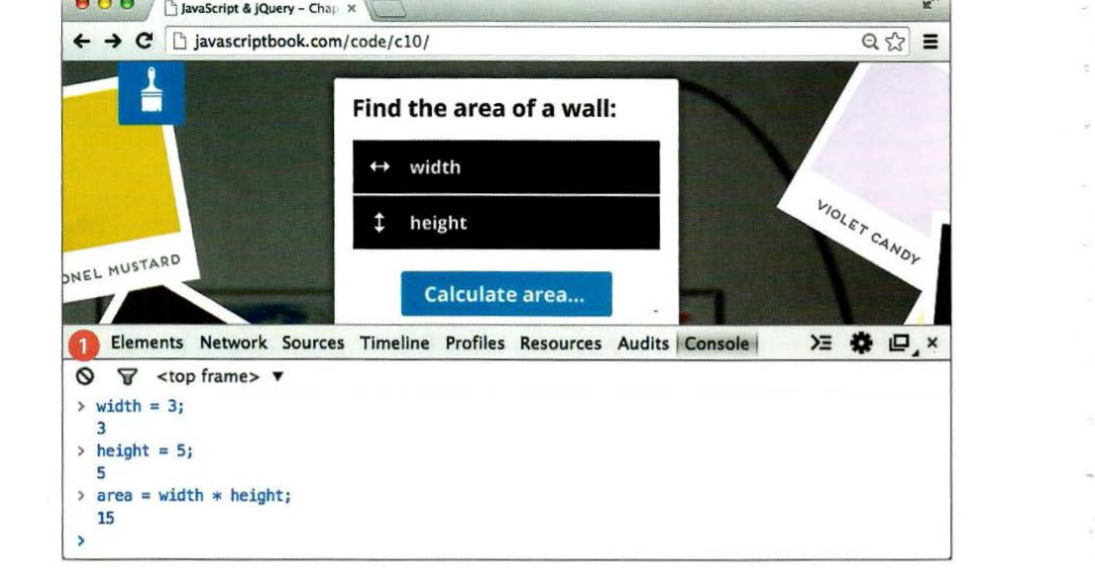 JavaScript & jQuery – Chap ×
javascriptbook.com/code/c10/
Find the area of a wall:
width
height
Calculate area...
ONEL MUSTARD
VIOLET CANDY
1 Elements Network Sources Timeline Profiles Resources Audits Console ×
<top frame> ▼
> width = 3;
3
> height = 5;
5
> area = width * height;
15
>